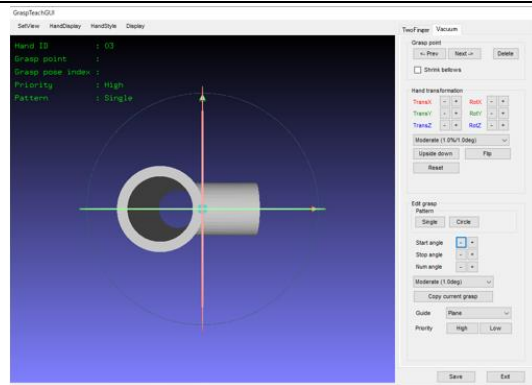 GraspTeachGUI
SetView HandDisplay HandStyle Display
Hand ID : 03
Grasp point :
Grasp pose index :
Priority : High
Pattern : Single
TwoFinger Vacuum
Grasp point
<- Prev Next -> Delete
Shrink bellows
Hand transformation
TransX - + RotX - +
TransY - + RotY - +
TransZ - + RotZ - +
Moderate (1.0%/1.0deg)
Upside down Flip
Reset
Edit grasp
Pattern
Single Circle
Start angle - +
Stop angle - +
Num angle - +
Moderate (1.0deg)
Copy current grasp
Guide Plane
Priority High Low
Save Exit